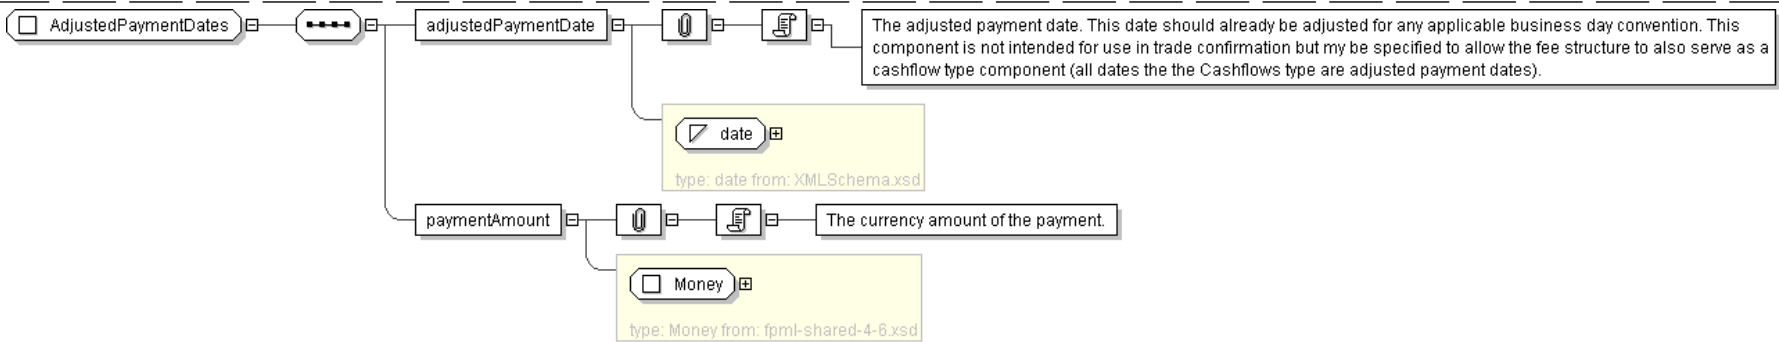 AdjustedPaymentDates
adjustedPaymentDate
The adjusted payment date. This date should already be adjusted for any applicable business day convention. This
component is not intended for use in trade confirmation but my be specified to allow the fee structure to also serve as a
cashflow type component (all dates the the Cashflows type are adjusted payment dates).
date
type: date from: XMLSchema.xsd
paymentAmount
The currency amount of the payment.
Money
type: Money from: fpml-shared-4-6.xsd